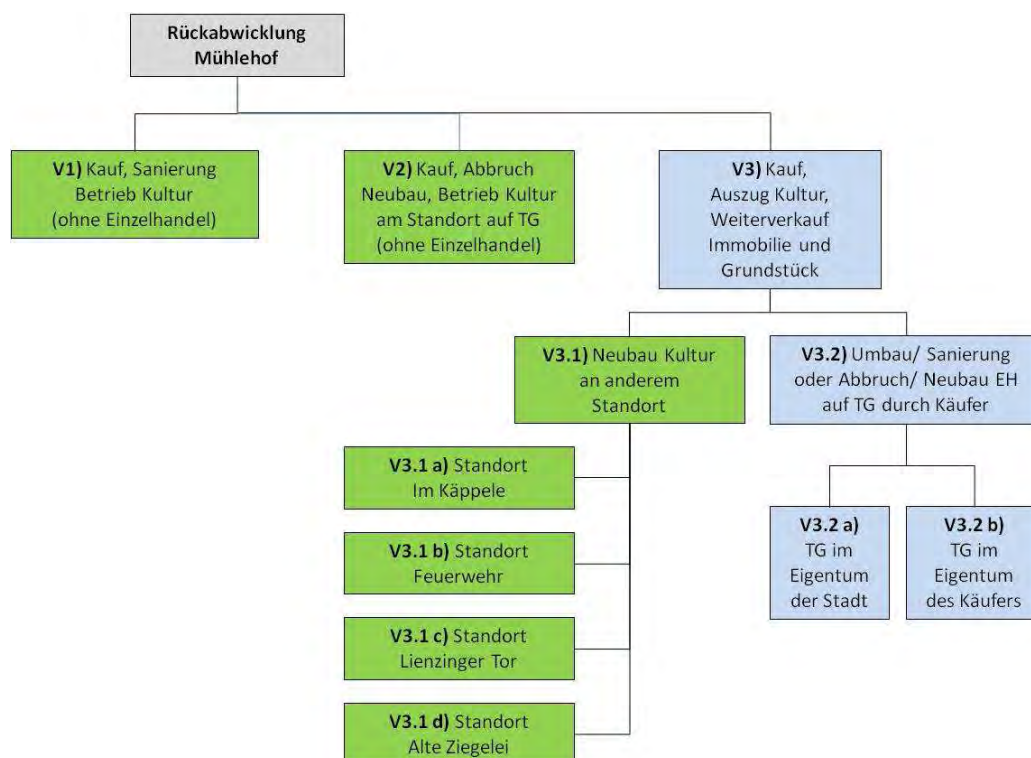 Rückabwicklung
Mühlehof
V1) Kauf, Sanierung
Betrieb Kultur
(ohne Einzelhandel)
V2) Kauf, Abbruch
Neubau, Betrieb Kultur
am Standort auf TG
(ohne Einzelhandel)
V3) Kauf,
Auszug Kultur,
Weiterverkauf
Immobilie und
Grundstück
V3.1) Neubau Kultur
an anderem
Standort
V3.2) Umbau/ Sanierung
oder Abbruch/ Neubau EH
auf TG durch Käufer
V3.1 a) Standort
Im Käppele
V3.1 b) Standort
Feuerwehr
V3.1 c) Standort
Lienzinger Tor
V3.1 d) Standort
Alte Ziegelei
V3.2 a)
TG im
Eigentum
der Stadt
V3.2 b)
TG im
Eigentum
des Käufers